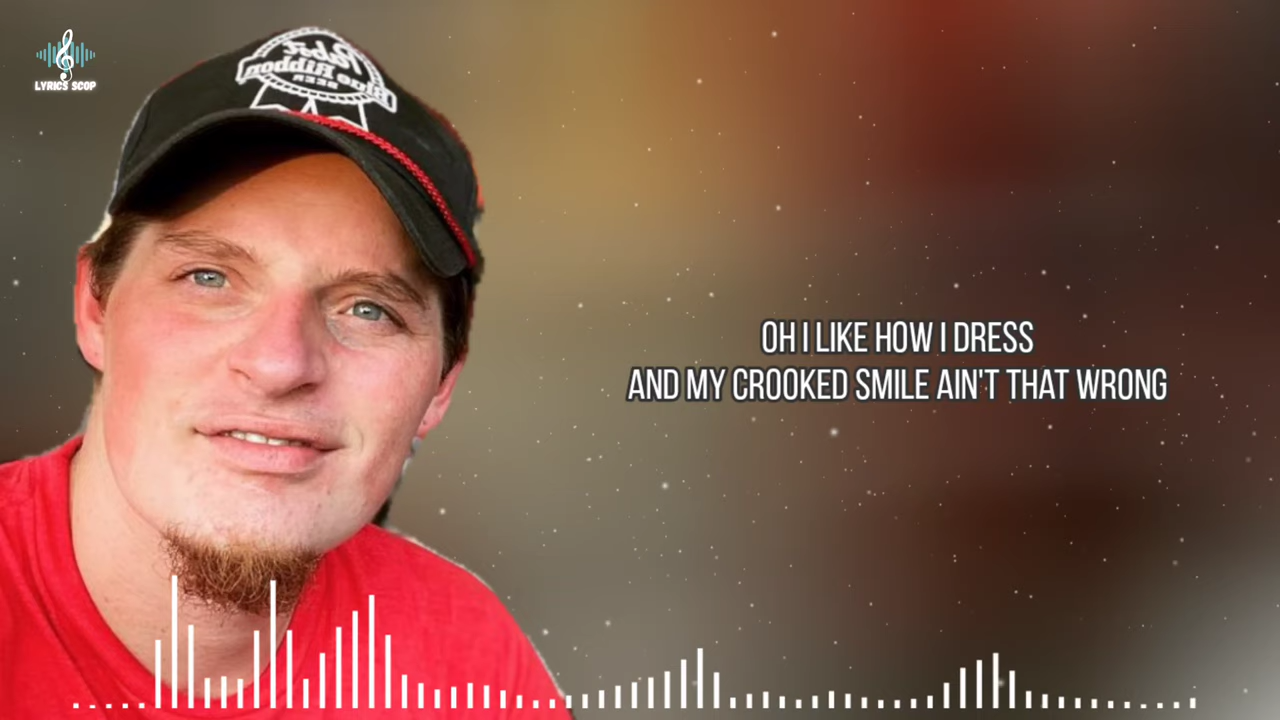 LYRICS SCOP
Pabst
Blue Ribbon
BEER
OH I LIKE HOW I DRESS
AND MY CROOKED SMILE AIN'T THAT WRONG